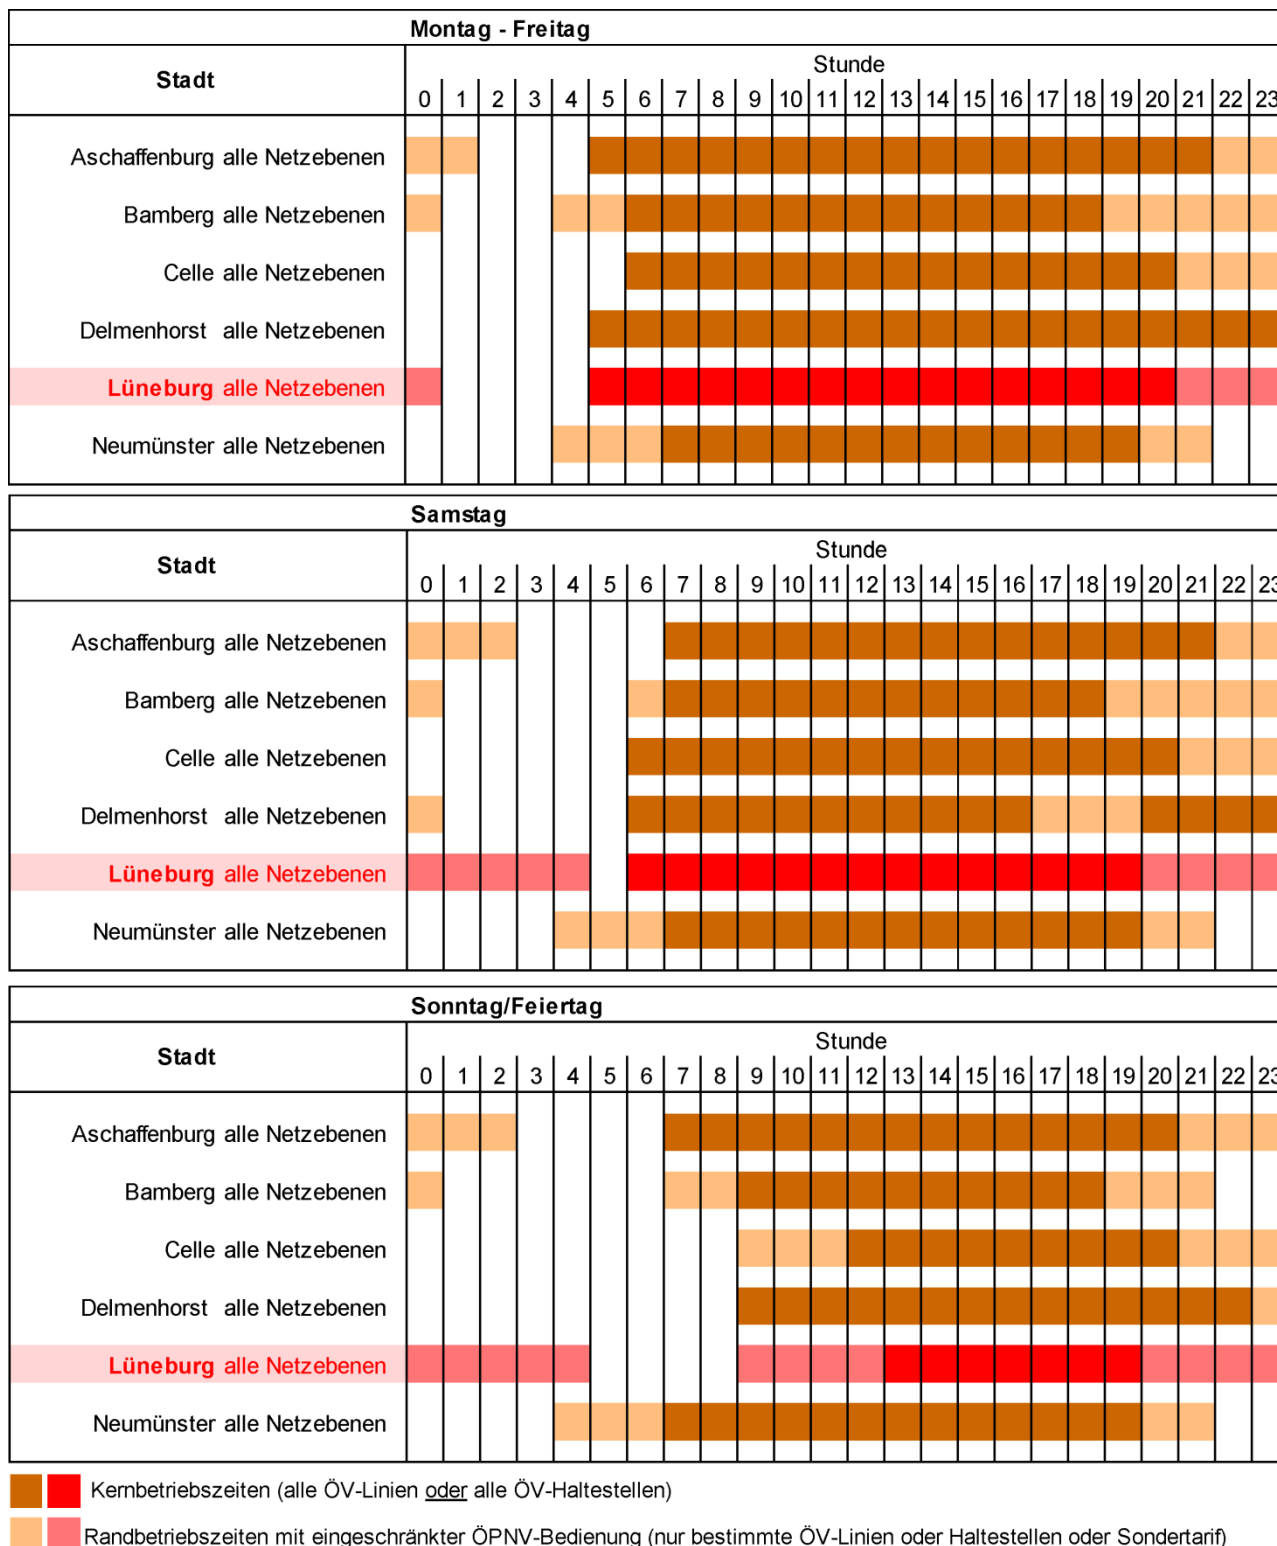 Montag - Freitag
Stadt
Stunde
0 1 2 3 4 5 6 7 8 9 10 11 12 13 14 15 16 17 18 19 20 21 22 23
Aschaffenburg alle Netzebenen
Bamberg alle Netzebenen
Celle alle Netzebenen
Delmenhorst alle Netzebenen
Lüneburg alle Netzebenen
Neumünster alle Netzebenen
Samstag
Stadt
Stunde
0 1 2 3 4 5 6 7 8 9 10 11 12 13 14 15 16 17 18 19 20 21 22 23
Aschaffenburg alle Netzebenen
Bamberg alle Netzebenen
Celle alle Netzebenen
Delmenhorst alle Netzebenen
Lüneburg alle Netzebenen
Neumünster alle Netzebenen
Sonntag/Feiertag
Stadt
Stunde
0 1 2 3 4 5 6 7 8 9 10 11 12 13 14 15 16 17 18 19 20 21 22 23
Aschaffenburg alle Netzebenen
Bamberg alle Netzebenen
Celle alle Netzebenen
Delmenhorst alle Netzebenen
Lüneburg alle Netzebenen
Neumünster alle Netzebenen
Kernbetriebszeiten (alle ÖV-Linien oder alle ÖV-Haltestellen)
Randbetriebszeiten mit eingeschränkter ÖPNV-Bedienung (nur bestimmte ÖV-Linien oder Haltestellen oder Sondertarif)